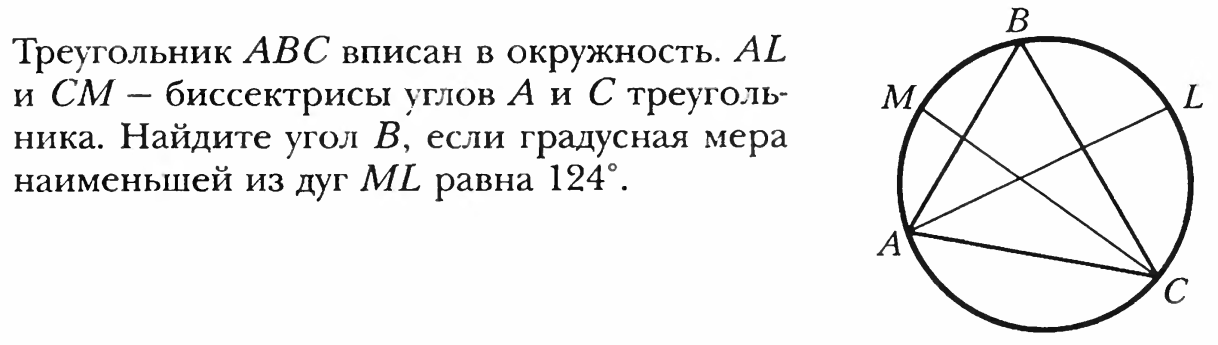 Треугольник ABC вписан в окружность. AL
и CM – биссектрисы углов A и C треуголь-
ника. Найдите угол B, если градусная мера
наименьшей из дуг ML равна 124°.
B
M
L
A
C